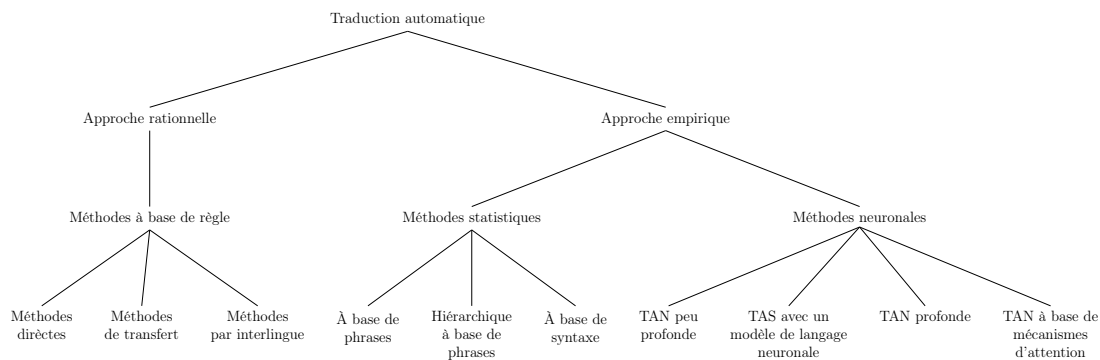 Traduction automatique
Approche rationnelle
Approche empirique
Méthodes à base de règle
Méthodes statistiques
Méthodes neuronales
Méthodes
dirèctes
Méthodes
de transfert
Méthodes
par interlingue
À base de
phrases
Hiérarchique
à base de
phrases
À base de
syntaxe
TAN peu
profonde
TAS avec un
modèle de langage
neuronale
TAN profonde
TAN à base de
mécanismes
d'attention